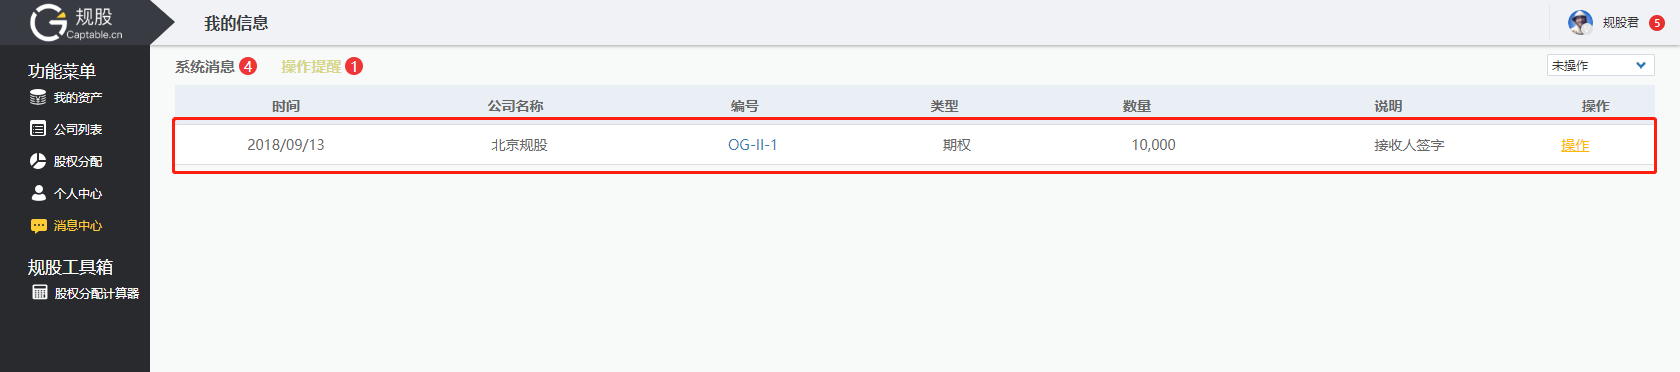 规股
Captable.cn
我的信息
规股君 5
功能菜单
我的资产
公司列表
股权分配
个人中心
消息中心
规股工具箱
股权分配计算器
系统消息 4 操作提醒 1
未操作
时间 公司名称 编号 类型 数量 说明 操作
2018/09/13 北京规股 OG-II-1 期权 10,000 接收人签字 操作